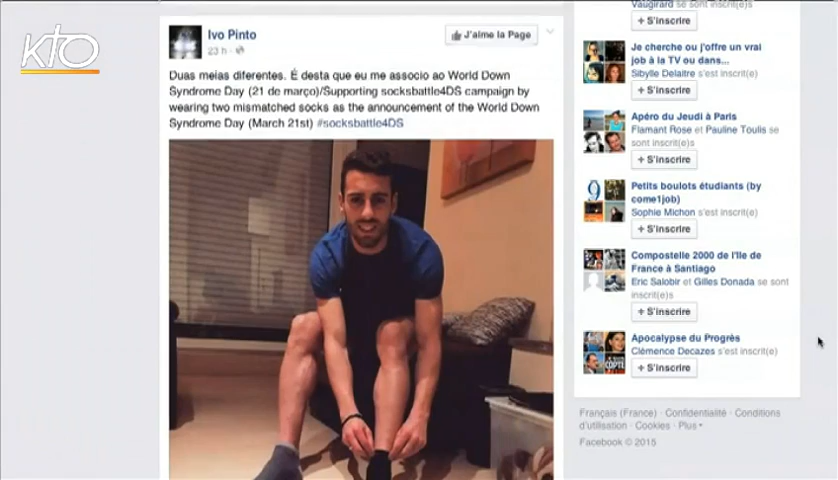 KTO
Ivo Pinto
23 h
J'aime la Page
Duas meias diferentes. É desta que eu me associo ao World Down
Syndrome Day (21 de março)/Supporting socksbattle4DS campaign by
wearing two mismatched socks as the announcement of the World Down
Syndrome Day (March 21st) #socksbattle4DS
Vaugirard se sont inscrit(e)s
+ S'inscrire
Je cherche ou j'offre un vrai
job à la TV ou dans...
Sibylle Delaitre s'est inscrit(e)
+ S'inscrire
Apéro du Jeudi à Paris
Flamant Rose et Pauline Toulis se
sont inscrit(e)s
+ S'inscrire
Petits boulots étudiants (by
come1job)
Sophie Michon s'est inscrit(e)
+ S'inscrire
Compostelle 2000 de l'Ile de
France à Santiago
Eric Salobir et Gilles Donada se sont
inscrit(e)s
+ S'inscrire
Apocalypse du Progrès
Clémence Decazes s'est inscrit(e)
+ S'inscrire
Français (France) · Confidentialité · Conditions
d'utilisation · Cookies · Plus
Facebook © 2015